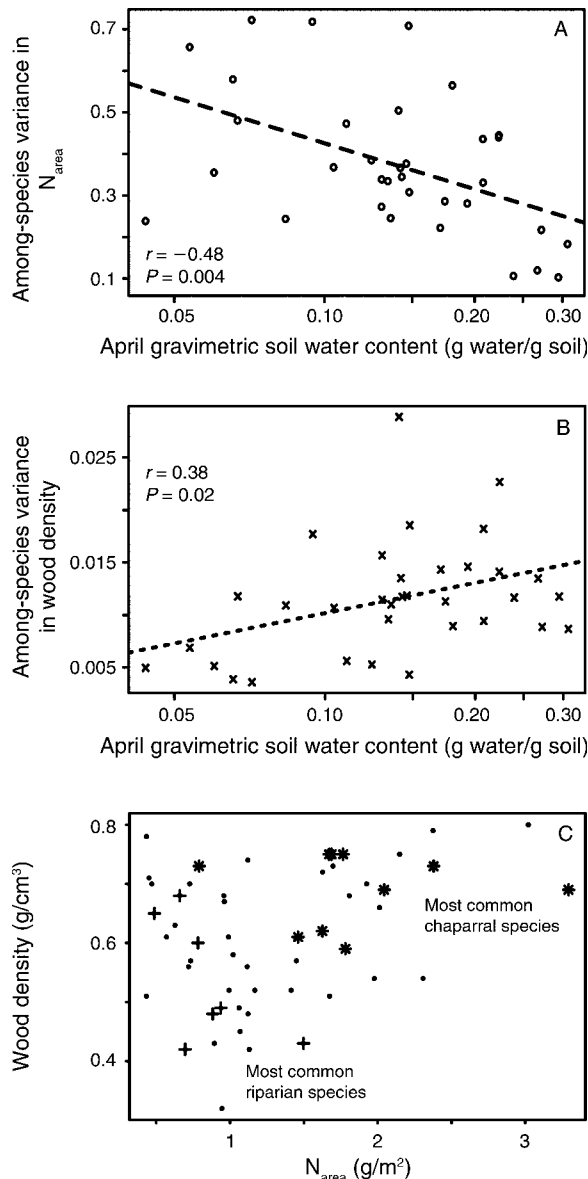 A
0.7
0.5
0.3
0.1
Among-species variance in
N_area
r = −0.48
P = 0.004
0.05 0.10 0.20 0.30
April gravimetric soil water content (g water/g soil)
B
0.025
0.015
0.005
Among-species variance
in wood density
r = 0.38
P = 0.02
0.05 0.10 0.20 0.30
April gravimetric soil water content (g water/g soil)
C
0.8
0.6
0.4
Wood density (g/cm³)
Most common
chaparral species
Most common
riparian species
1 2 3
N_area (g/m²)